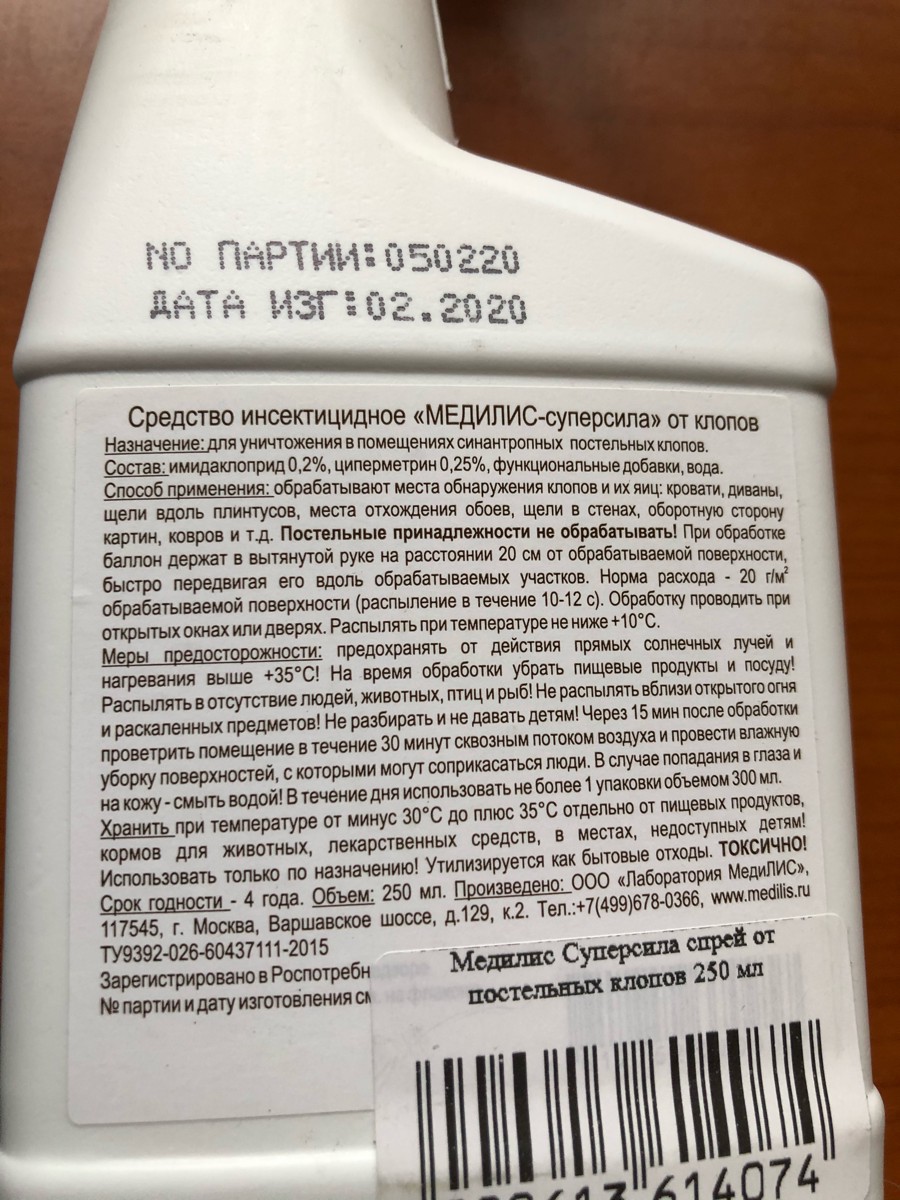 NO ПАРТИИ:050220
ДАТА ИЗГ:02.2020
Средство инсектицидное «МЕДИЛИС-суперсила» от клопов
Назначение: для уничтожения в помещениях синантропных постельных клопов.
Состав: имидаклоприд 0,2%, циперметрин 0,25%, функциональные добавки, вода.
Способ применения: обрабатывают места обнаружения клопов и их яиц: кровати, диваны,
щели вдоль плинтусов, места отхождения обоев, щели в стенах, оборотную сторону
картин, ковров и т.д. Постельные принадлежности не обрабатывать! При обработке
баллон держат в вытянутой руке на расстоянии 20 см от обрабатываемой поверхности,
быстро передвигая его вдоль обрабатываемых участков. Норма расхода - 20 г/м²
обрабатываемой поверхности (распыление в течение 10-12 с). Обработку проводить при
открытых окнах или дверях. Распылять при температуре не ниже +10°С.
Меры предосторожности: предохранять от действия прямых солнечных лучей и
нагревания выше +35°С! На время обработки убрать пищевые продукты и посуду!
Распылять в отсутствие людей, животных, птиц и рыб! Не распылять вблизи открытого огня
и раскаленных предметов! Не разбирать и не давать детям! Через 15 мин после обработки
проветрить помещение в течение 30 минут сквозным потоком воздуха и провести влажную
уборку поверхностей, с которыми могут соприкасаться люди. В случае попадания в глаза и
на кожу - смыть водой! В течение дня использовать не более 1 упаковки объемом 300 мл.
Хранить при температуре от минус 30°С до плюс 35°С отдельно от пищевых продуктов,
кормов для животных, лекарственных средств, в местах, недоступных детям!
Использовать только по назначению! Утилизируется как бытовые отходы. ТОКСИЧНО!
Срок годности - 4 года. Объем: 250 мл. Произведено: ООО «Лаборатория МедиЛИС»,
117545, г. Москва, Варшавское шоссе, д.129, к.2. Тел.:+7(499)678-0366, www.medilis.ru
ТУ9392-026-60437111-2015
Зарегистрировано в Роспотребн
№ партии и дату изготовления см
Медилис Суперсила спрей от
постельных клопов 250 мл
613 614074